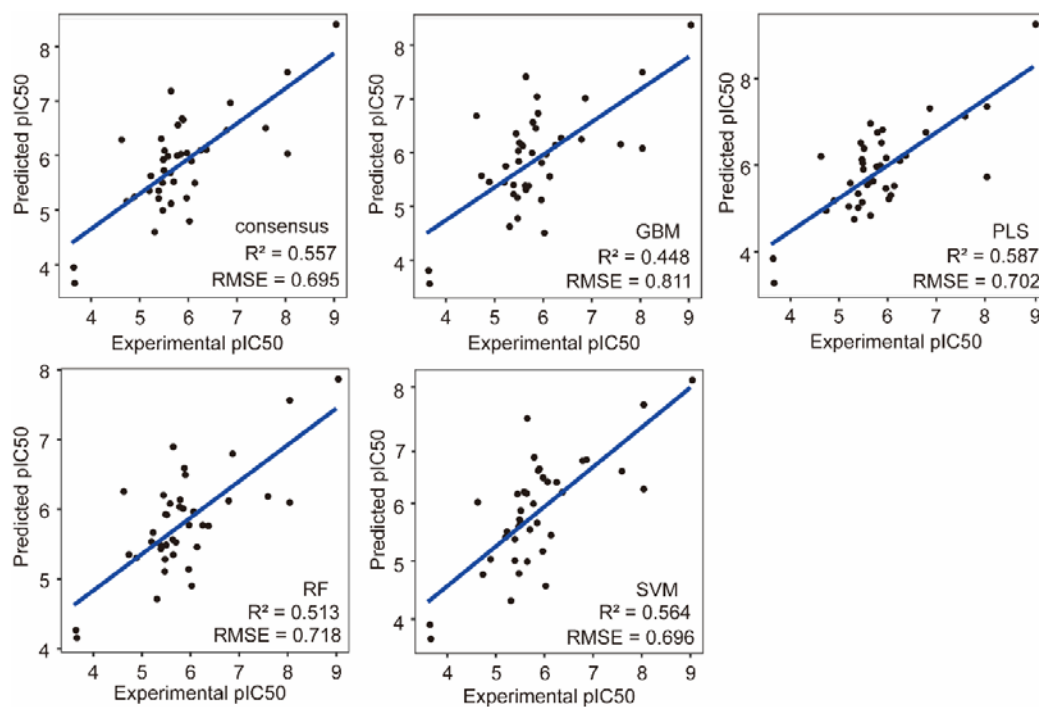 8
7
6
5
4
Predicted pIC50
consensus
R² = 0.557
RMSE = 0.695
4 5 6 7 8 9
Experimental pIC50
8
7
6
5
4
Predicted pIC50
GBM
R² = 0.448
RMSE = 0.811
4 5 6 7 8 9
Experimental pIC50
8
6
4
Predicted pIC50
PLS
R² = 0.587
RMSE = 0.702
4 5 6 7 8 9
Experimental pIC50
8
7
6
5
4
Predicted pIC50
RF
R² = 0.513
RMSE = 0.718
4 5 6 7 8 9
Experimental pIC50
8
7
6
5
4
Predicted pIC50
SVM
R² = 0.564
RMSE = 0.696
4 5 6 7 8 9
Experimental pIC50